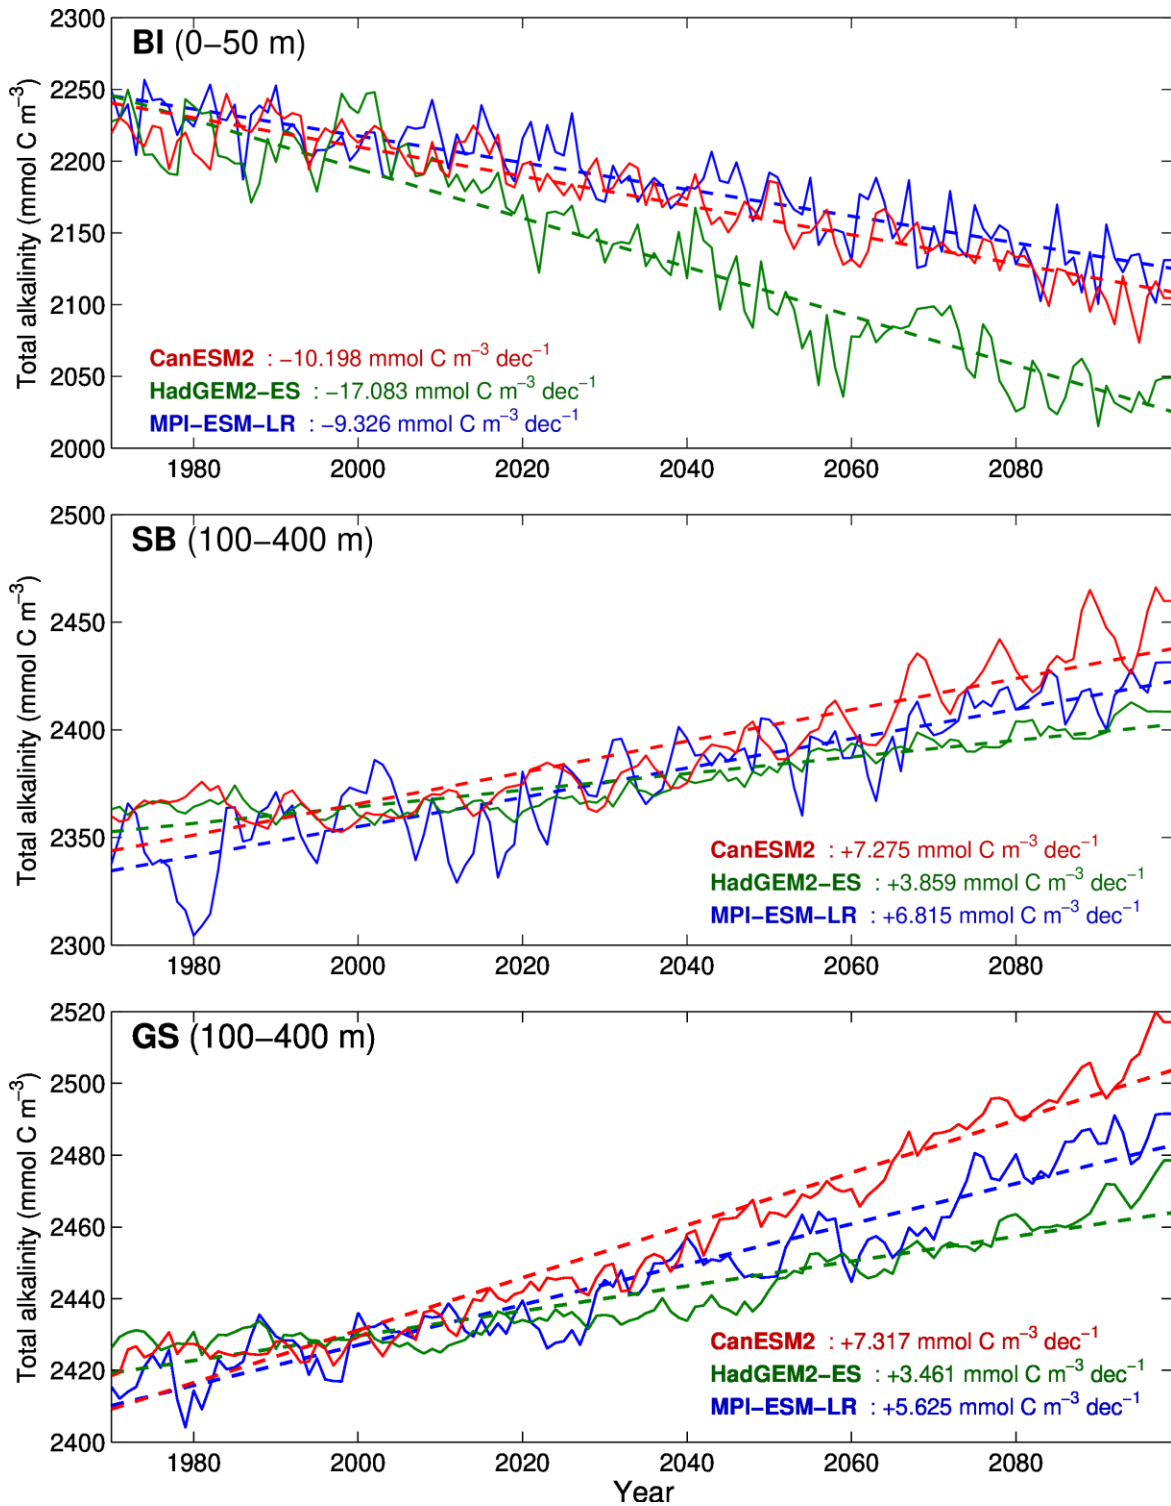 BI (0–50 m)
Total alkalinity (mmol C m⁻³)
2300
2250
2200
2150
2100
2050
2000
CanESM2 : −10.198 mmol C m⁻³ dec⁻¹
HadGEM2−ES : −17.083 mmol C m⁻³ dec⁻¹
MPI−ESM−LR : −9.326 mmol C m⁻³ dec⁻¹
1980 2000 2020 2040 2060 2080
SB (100–400 m)
Total alkalinity (mmol C m⁻³)
2500
2450
2400
2350
2300
CanESM2 : +7.275 mmol C m⁻³ dec⁻¹
HadGEM2−ES : +3.859 mmol C m⁻³ dec⁻¹
MPI−ESM−LR : +6.815 mmol C m⁻³ dec⁻¹
1980 2000 2020 2040 2060 2080
GS (100–400 m)
Total alkalinity (mmol C m⁻³)
2520
2500
2480
2460
2440
2420
2400
CanESM2 : +7.317 mmol C m⁻³ dec⁻¹
HadGEM2−ES : +3.461 mmol C m⁻³ dec⁻¹
MPI−ESM−LR : +5.625 mmol C m⁻³ dec⁻¹
1980 2000 2020 2040 2060 2080
Year